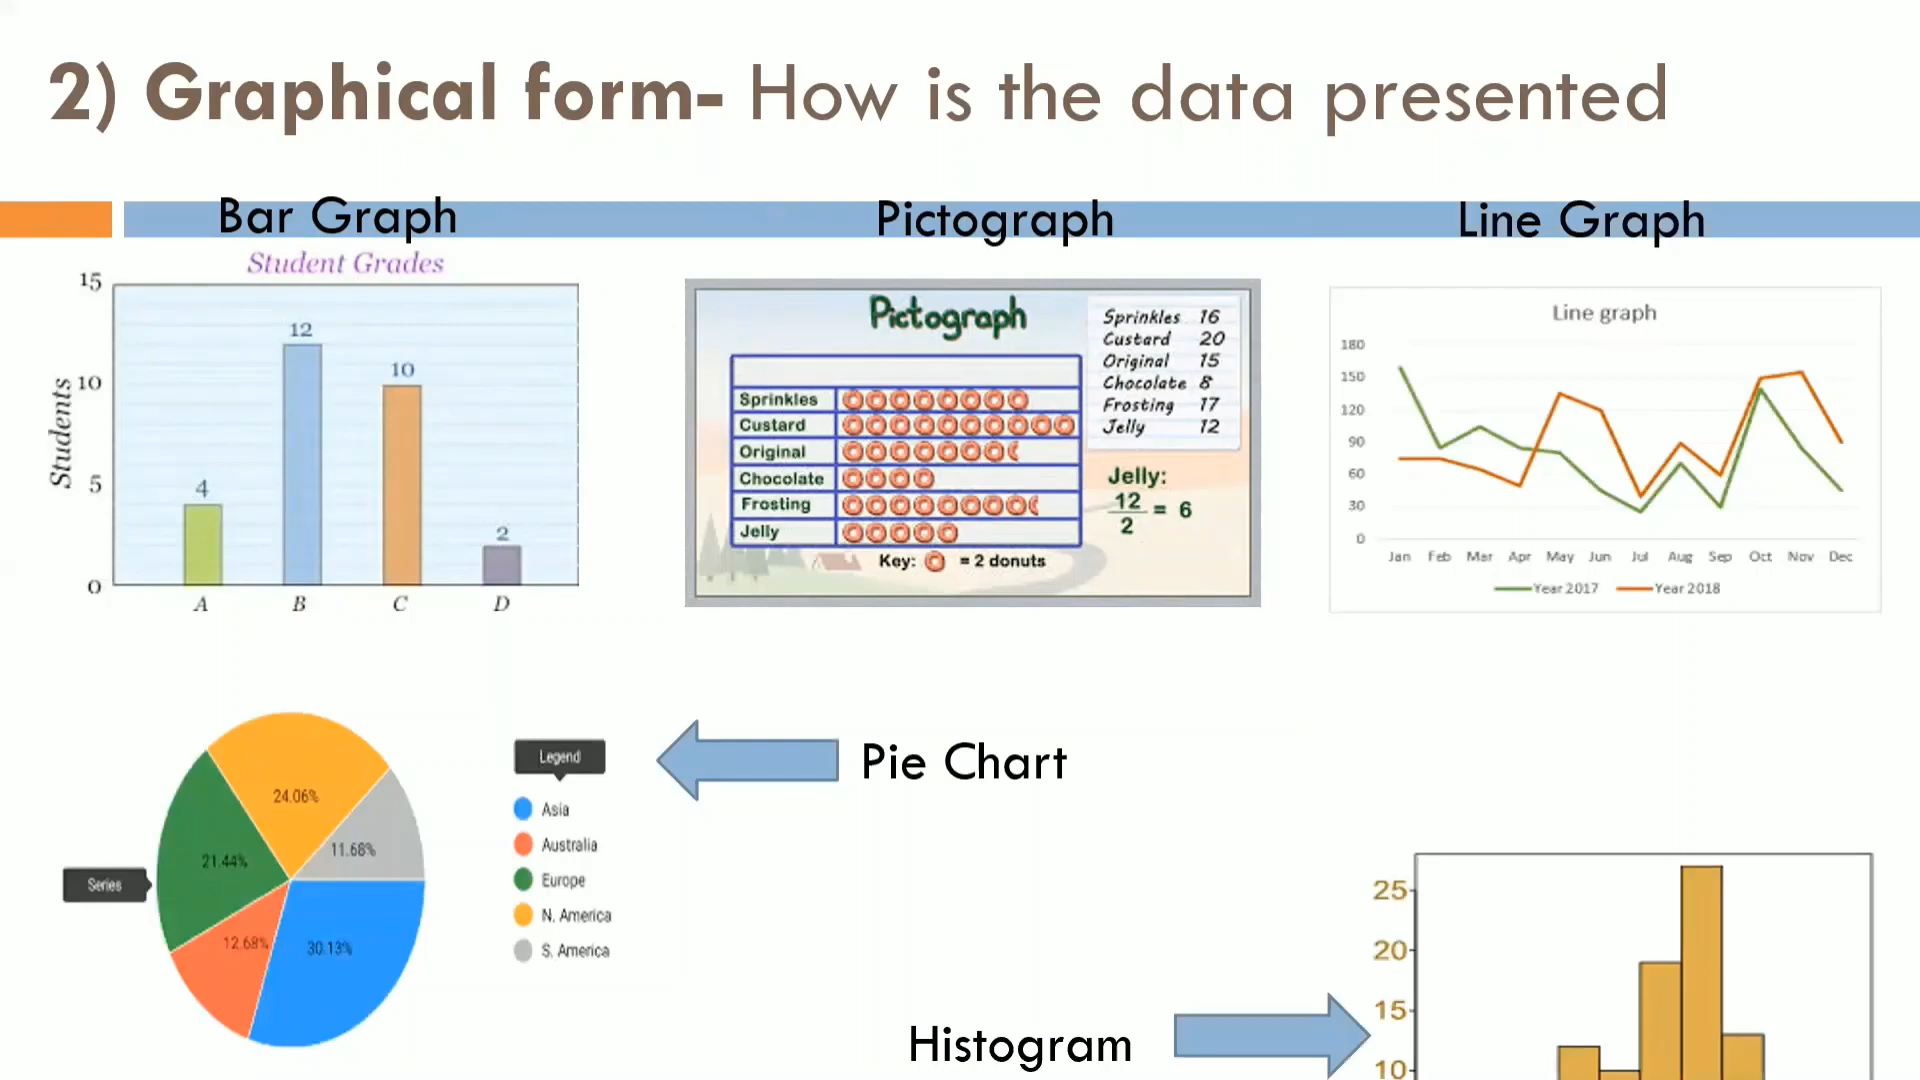 2) Graphical form- How is the data presented
Bar Graph
Pictograph
Line Graph
Student Grades
15
10
5
0
Students
4
12
10
2
A B C D
Pictograph
Sprinkles
Custard
Original
Chocolate
Frosting
Jelly
Key: = 2 donuts
Sprinkles 16
Custard 20
Original 15
Chocolate 8
Frosting 17
Jelly 12
Jelly:
12
2
= 6
Line graph
180
150
120
90
60
30
0
Jan Feb Mar Apr May Jun Jul Aug Sep Oct Nov Dec
Year 2017 Year 2018
24.06%
11.68%
21.44%
12.68%
30.13%
Series
Legend
Asia
Australia
Europe
N. America
S. America
Pie Chart
Histogram
25
20
15
10